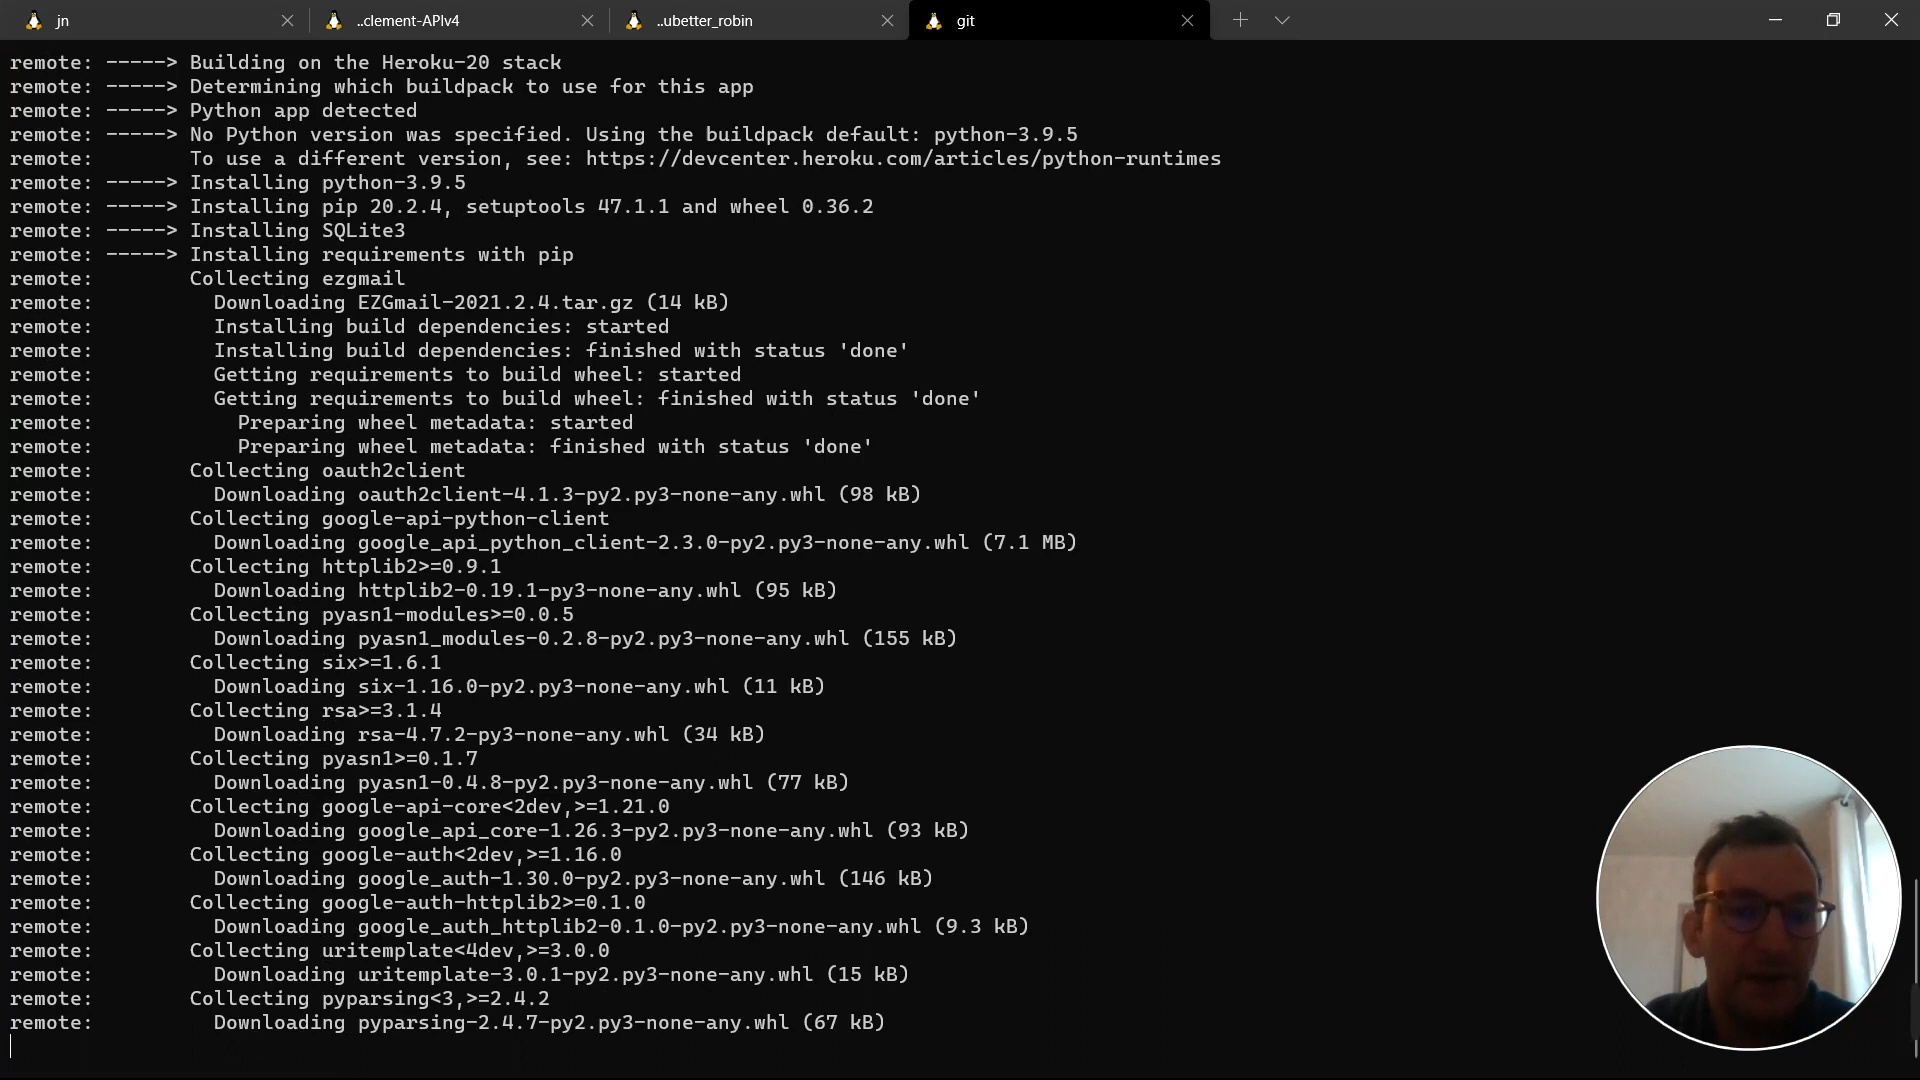 jn
..clement-APIv4
..ubetter_robin
git
remote: -----> Building on the Heroku-20 stack
remote: -----> Determining which buildpack to use for this app
remote: -----> Python app detected
remote: -----> No Python version was specified. Using the buildpack default: python-3.9.5
remote:        To use a different version, see: https://devcenter.heroku.com/articles/python-runtimes
remote: -----> Installing python-3.9.5
remote: -----> Installing pip 20.2.4, setuptools 47.1.1 and wheel 0.36.2
remote: -----> Installing SQLite3
remote: -----> Installing requirements with pip
remote:        Collecting ezgmail
remote:          Downloading EZGmail-2021.2.4.tar.gz (14 kB)
remote:          Installing build dependencies: started
remote:          Installing build dependencies: finished with status 'done'
remote:          Getting requirements to build wheel: started
remote:          Getting requirements to build wheel: finished with status 'done'
remote:            Preparing wheel metadata: started
remote:            Preparing wheel metadata: finished with status 'done'
remote:        Collecting oauth2client
remote:          Downloading oauth2client-4.1.3-py2.py3-none-any.whl (98 kB)
remote:        Collecting google-api-python-client
remote:          Downloading google_api_python_client-2.3.0-py2.py3-none-any.whl (7.1 MB)
remote:        Collecting httplib2>=0.9.1
remote:          Downloading httplib2-0.19.1-py3-none-any.whl (95 kB)
remote:        Collecting pyasn1-modules>=0.0.5
remote:          Downloading pyasn1_modules-0.2.8-py2.py3-none-any.whl (155 kB)
remote:        Collecting six>=1.6.1
remote:          Downloading six-1.16.0-py2.py3-none-any.whl (11 kB)
remote:        Collecting rsa>=3.1.4
remote:          Downloading rsa-4.7.2-py3-none-any.whl (34 kB)
remote:        Collecting pyasn1>=0.1.7
remote:          Downloading pyasn1-0.4.8-py2.py3-none-any.whl (77 kB)
remote:        Collecting google-api-core<2dev,>=1.21.0
remote:          Downloading google_api_core-1.26.3-py2.py3-none-any.whl (93 kB)
remote:        Collecting google-auth<2dev,>=1.16.0
remote:          Downloading google_auth-1.30.0-py2.py3-none-any.whl (146 kB)
remote:        Collecting google-auth-httplib2>=0.1.0
remote:          Downloading google_auth_httplib2-0.1.0-py2.py3-none-any.whl (9.3 kB)
remote:        Collecting uritemplate<4dev,>=3.0.0
remote:          Downloading uritemplate-3.0.1-py2.py3-none-any.whl (15 kB)
remote:        Collecting pyparsing<3,>=2.4.2
remote:          Downloading pyparsing-2.4.7-py2.py3-none-any.whl (67 kB)